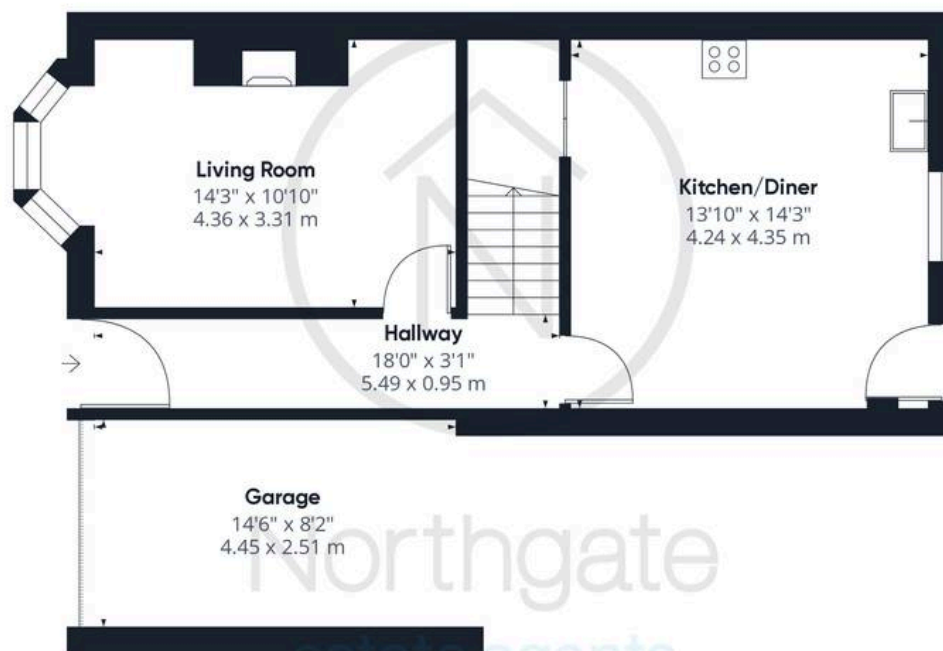 Living Room
14'3" x 10'10"
4.36 x 3.31 m
Kitchen/Diner
13'10" x 14'3"
4.24 x 4.35 m
Hallway
18'0" x 3'1"
5.49 x 0.95 m
Garage
14'6" x 8'2"
4.45 x 2.51 m
Northgate
estate agents